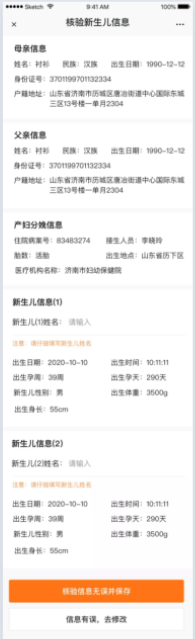 Sketch 9:41 AM 100%
× 核验新生儿信息 ...
母亲信息
姓名：衬衫 民族：汉族 出生日期：1990-12-12
身份证号：3701199701132334
户籍地址：山东省济南市历城区唐冶街道中心国际东城
三区13号楼一单月2304
父亲信息
姓名：衬衫 民族：汉族 出生日期：1990-12-12
身份证号：3701199701132334
户籍地址：山东省济南市历城区唐冶街道中心国际东城
三区13号楼一单月2304
产妇分娩信息
住院病案号：83483274 接生人员：李晓玲
胎数：活胎 出生地点：山东省历下区
医疗机构名称：济南市妇幼保健院
新生儿信息(1)
新生儿(1)姓名： 请输入
注意：请仔细填写新生儿姓名
出生日期：2020-10-10 出生时间：10:11:11
出生孕周：39周 出生孕天：290天
新生儿性别：男 出生体重：3500g
出生身长：55cm
新生儿信息(2)
新生儿(2)姓名： 请输入
注意：请仔细填写新生儿姓名
出生日期：2020-10-10 出生时间：10:11:11
出生孕周：39周 出生孕天：290天
新生儿性别：男 出生体重：3500g
出生身长：55cm
核验信息无误并保存
信息有误，去修改